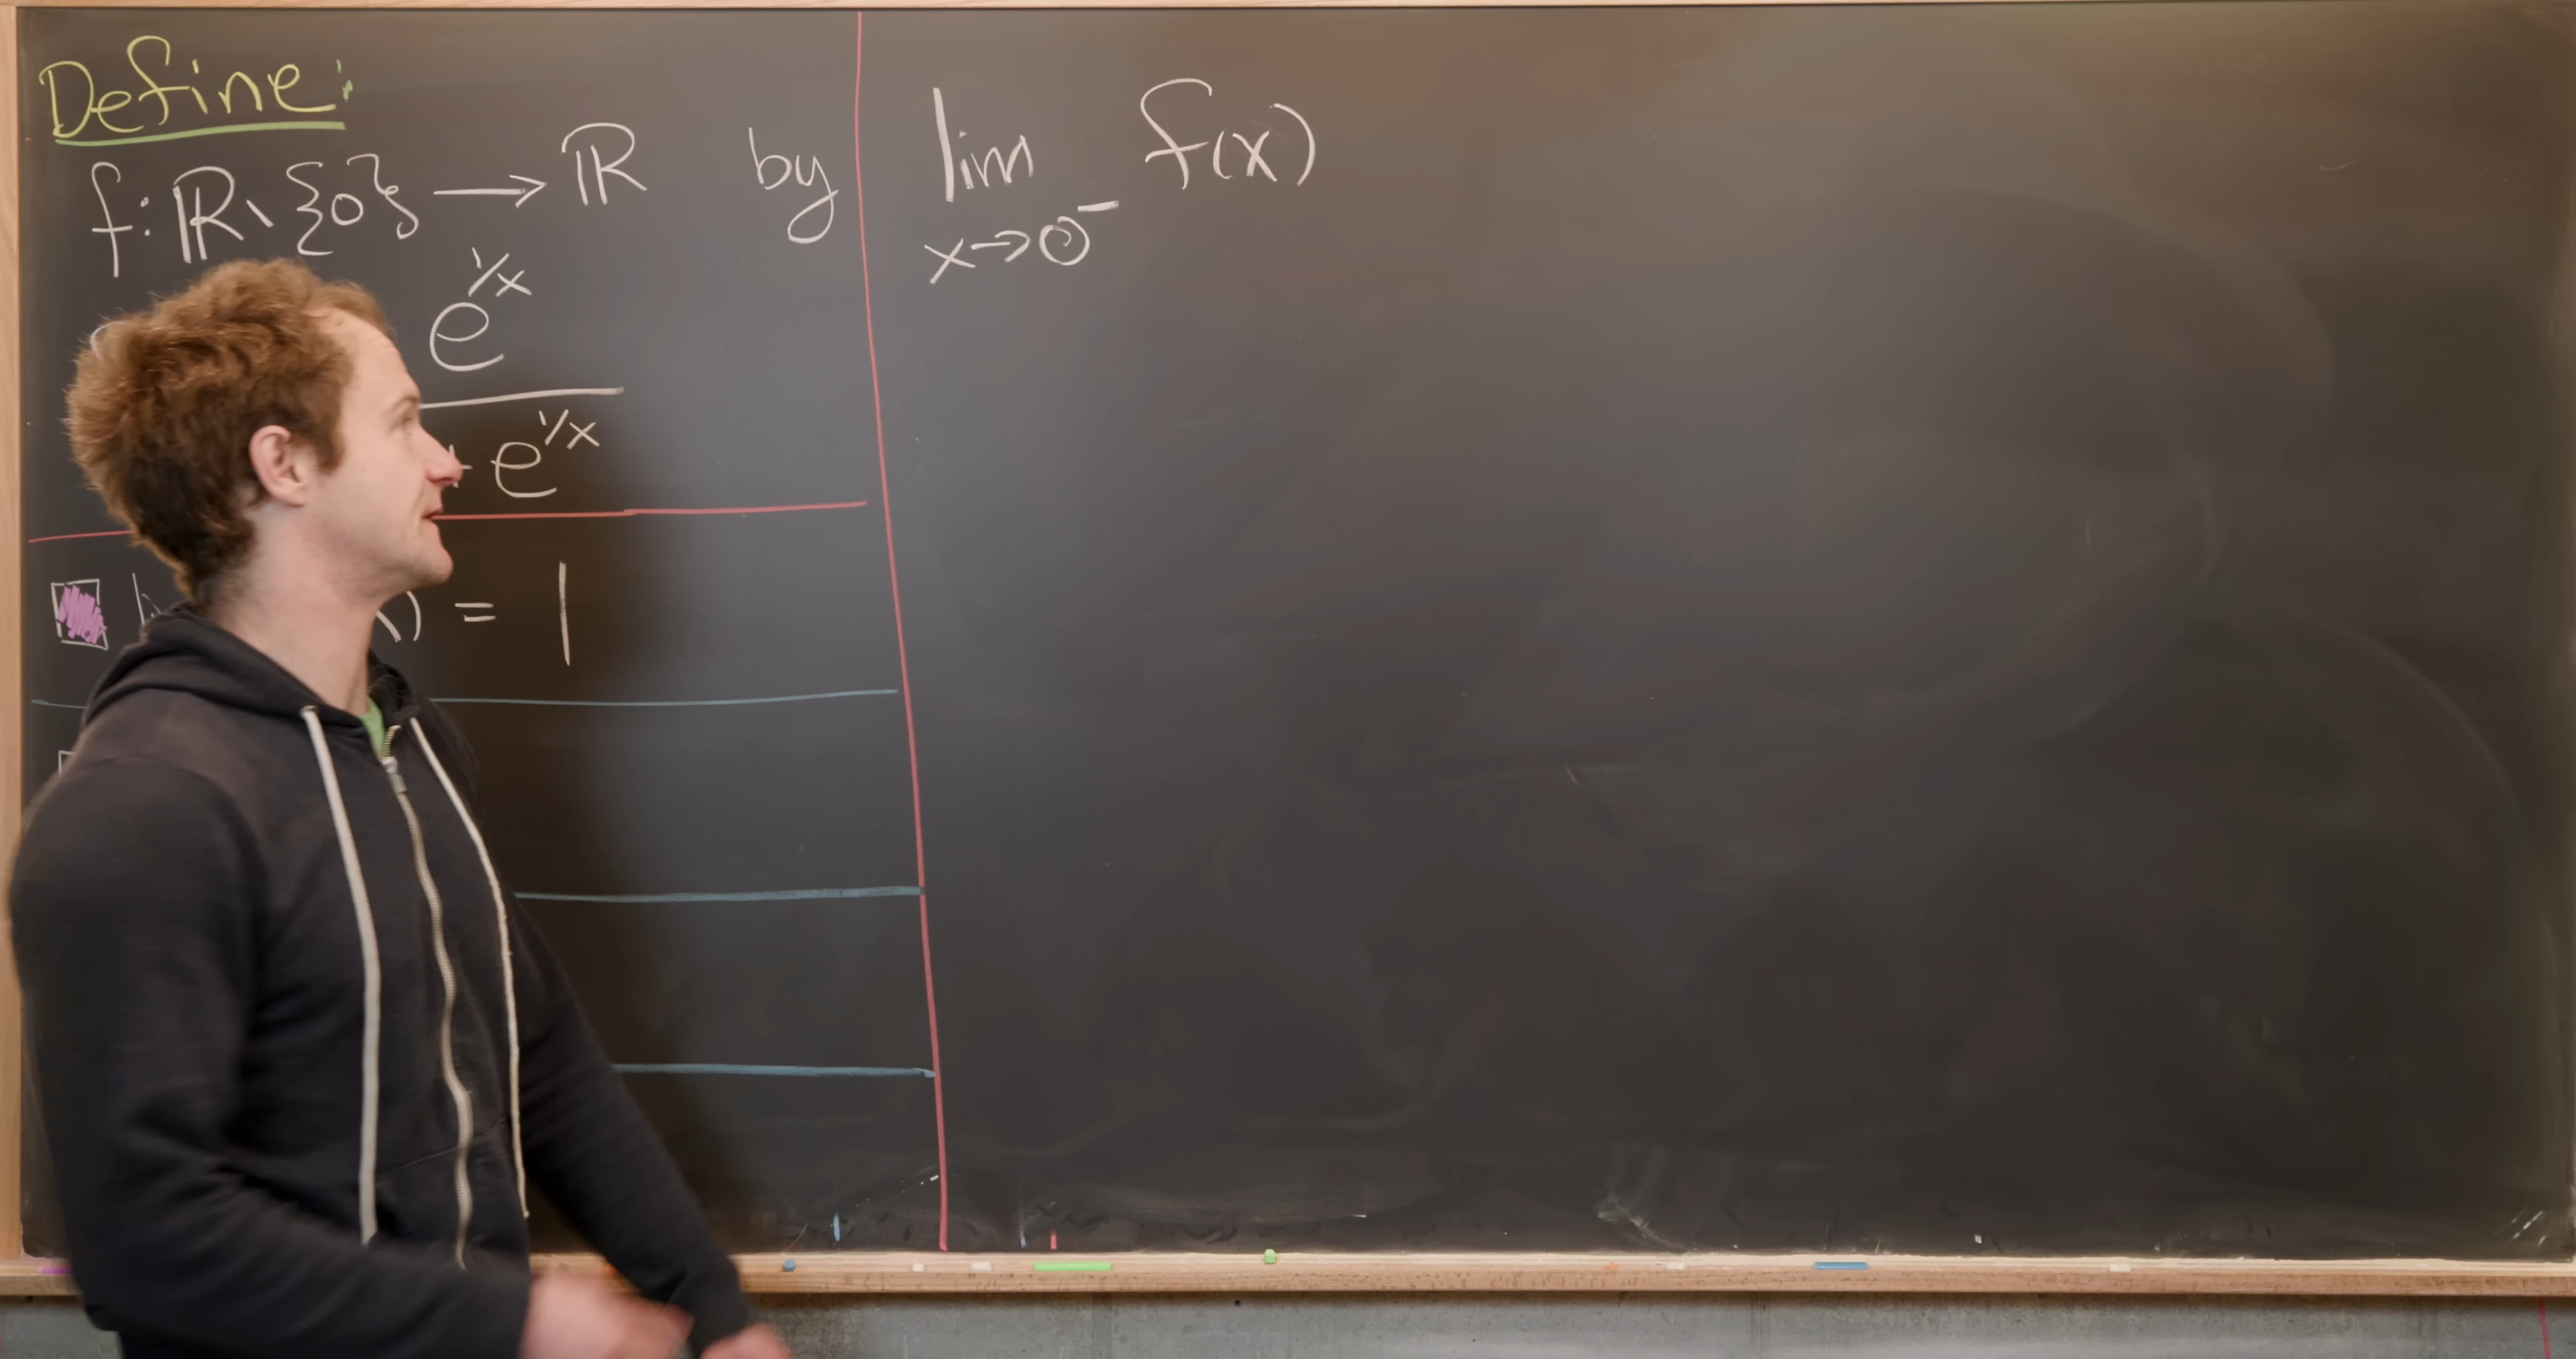 Define:
f: ℝ \ {0} → ℝ by
e^{1/x}
+ e^{1/x}
) = 1
lim f(x)
x→0⁻